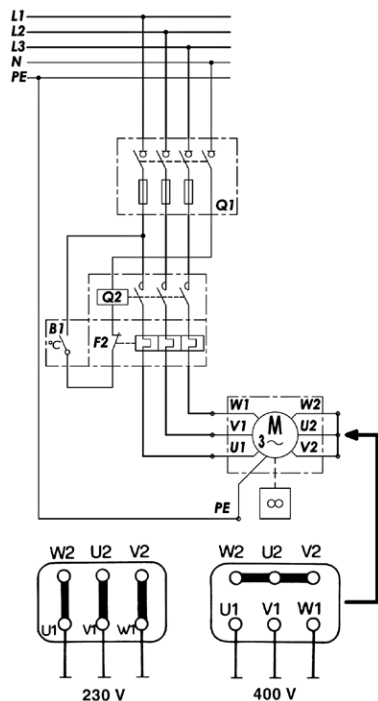 L1
L2
L3
N
PE
Q1
Q2
B1
°C
F2
W1 M W2
V1 3~ U2
U1 V2
PE
W2 U2 V2
U1 V1 W1
230 V
W2 U2 V2
U1 V1 W1
400 V